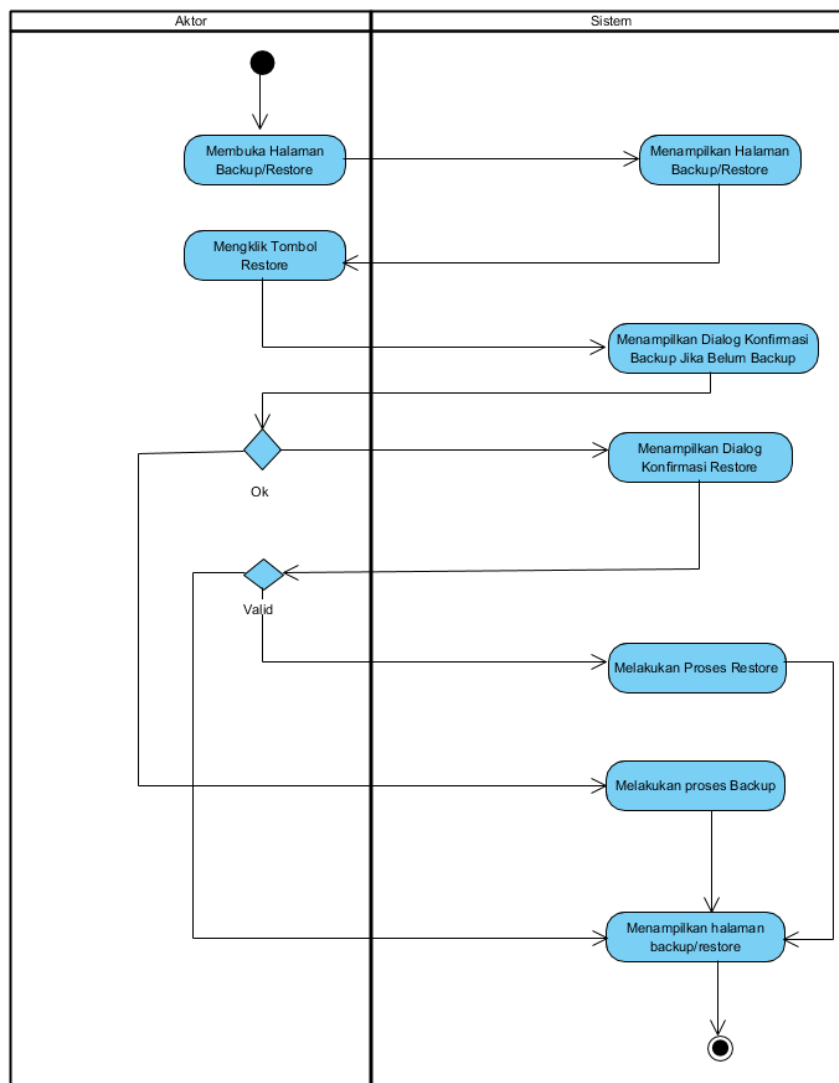 Aktor
Sistem
Membuka Halaman
Backup/Restore
Menampilkan Halaman
Backup/Restore
Mengklik Tombol
Restore
Menampilkan Dialog Konfirmasi
Backup Jika Belum Backup
Ok
Menampilkan Dialog
Konfirmasi Restore
Valid
Melakukan Proses Restore
Melakukan proses Backup
Menampilkan halaman
backup/restore